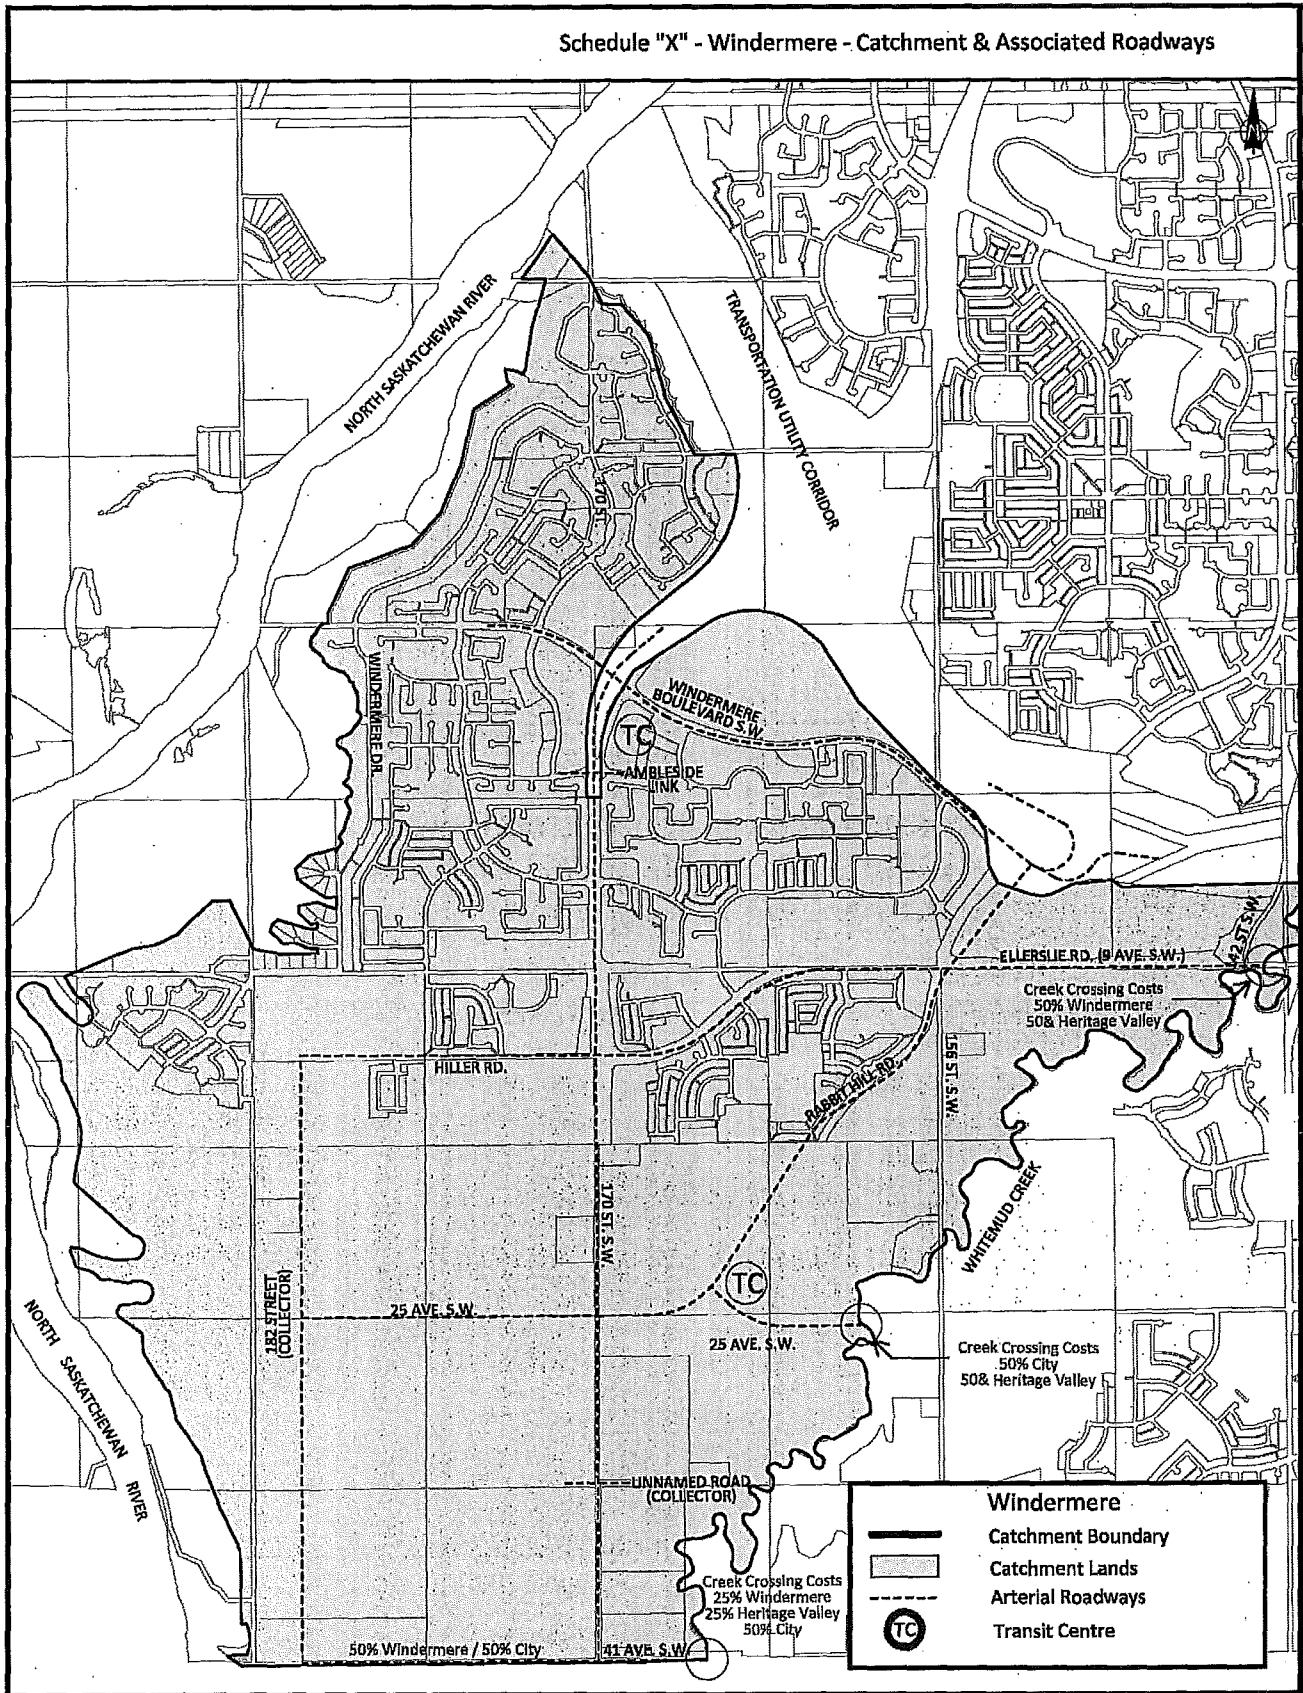 Schedule "X" - Windermere - Catchment & Associated Roadways
NORTH SASKATCHEWAN RIVER
TRANSPORTATION UTILITY CORRIDOR
170 ST.
WINDERMERE DR.
WINDERMERE
BOULEVARD S.W.
TC
AMBLESIDE
LINK
42 ST S.W.
ELLERSLIE RD. (9 AVE. S.W.)
Creek Crossing Costs
50% Windermere
50& Heritage Valley
HILLER RD.
RABBIT HILL RD.
156 ST. S.W.
WHITEMUD CREEK
170 ST. S.W.
TC
182 STREET
(COLLECTOR)
25 AVE. S.W.
25 AVE. S.W.
Creek Crossing Costs
50% City
50& Heritage Valley
NORTH SASKATCHEWAN RIVER
UNNAMED ROAD
(COLLECTOR)
Creek Crossing Costs
25% Windermere
25% Heritage Valley
50% City
50% Windermere / 50% City
41 AVE. S.W.
Windermere
Catchment Boundary
Catchment Lands
Arterial Roadways
TC
Transit Centre